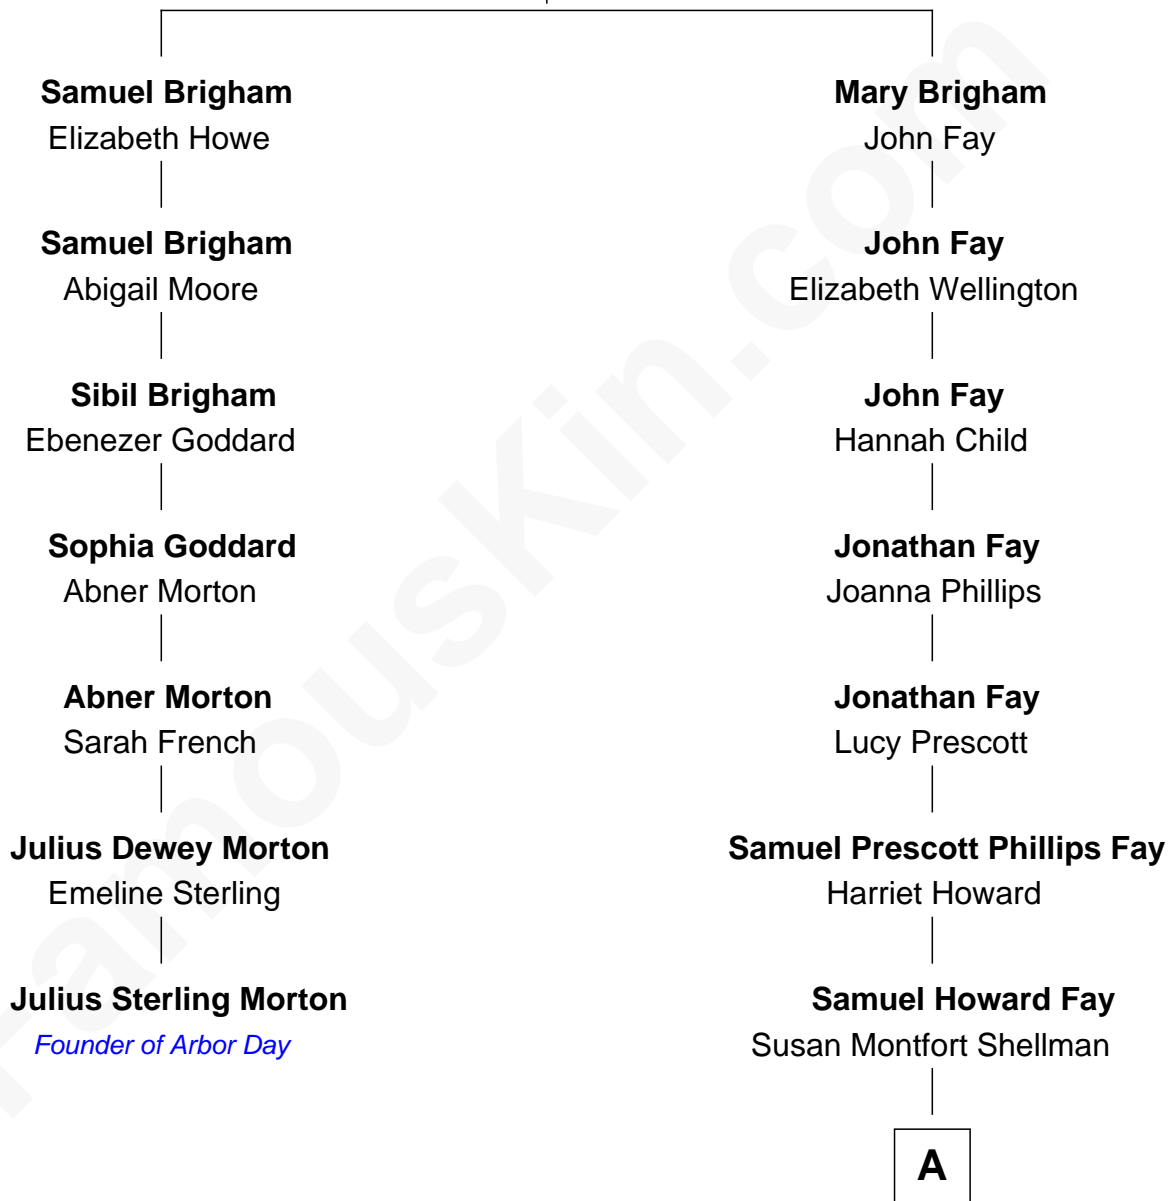 Samuel Brigham
Elizabeth Howe
Samuel Brigham
Abigail Moore
Sibil Brigham
Ebenezer Goddard
Sophia Goddard
Abner Morton
Abner Morton
Sarah French
Julius Dewey Morton
Emeline Sterling
Julius Sterling Morton
Founder of Arbor Day
Mary Brigham
John Fay
John Fay
Elizabeth Wellington
John Fay
Hannah Child
Jonathan Fay
Joanna Phillips
Jonathan Fay
Lucy Prescott
Samuel Prescott Phillips Fay
Harriet Howard
Samuel Howard Fay
Susan Montfort Shellman
A
FamousKin.com